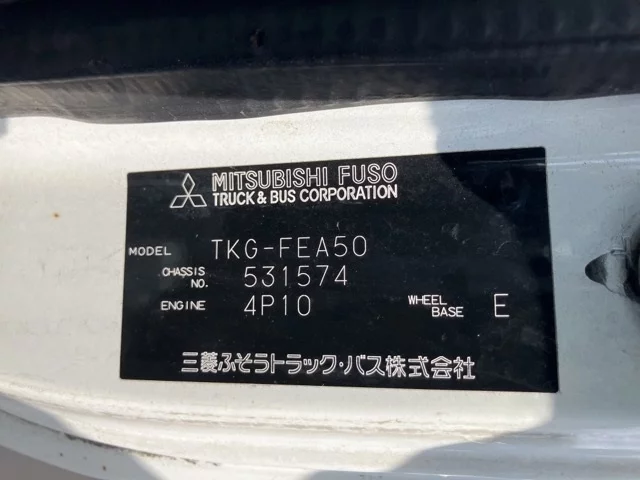 MITSUBISHI FUSO
TRUCK & BUS CORPORATION
MODEL TKG-FEA50
CHASSIS NO. 531574
ENGINE 4P10 WHEEL BASE E
三菱ふそうトラック・バス株式会社